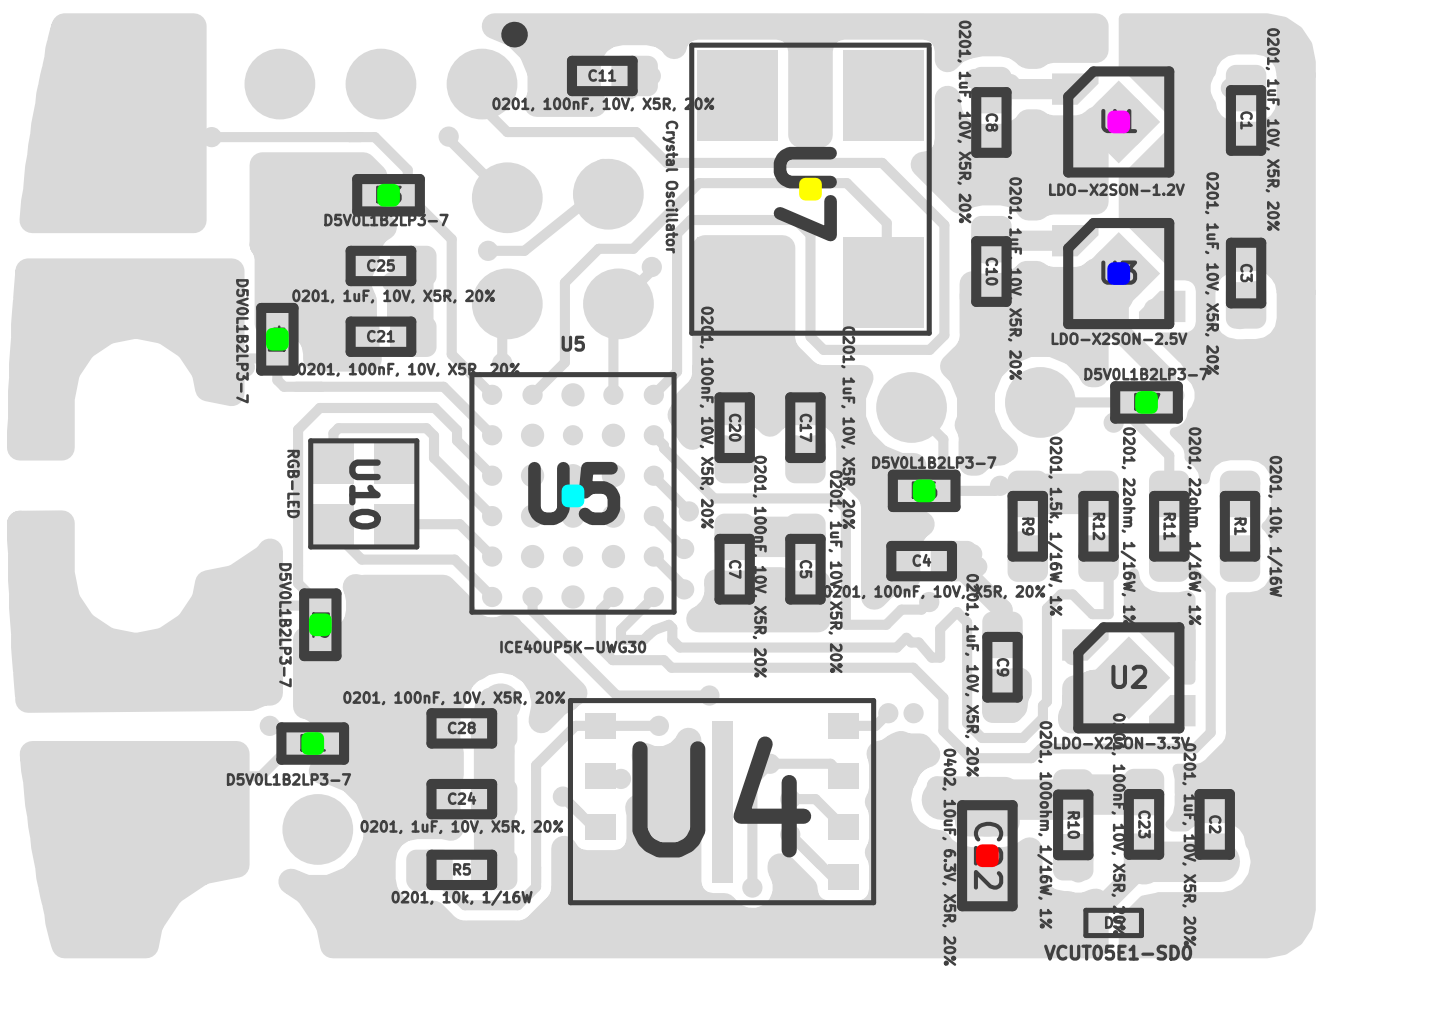 C11
0201, 100nF, 10V, X5R, 20%
Crystal Oscillator
U7
0201, 1uF, 10V, X5R, 20%
C8
U1
LDO-X2SON-1.2V
C1
0201, 1uF, 10V, X5R, 20%
D5V0L1B2LP3-7
C25
0201, 1uF, 10V, X5R, 20%
D5V0L1B2LP3-7
C21
0201, 100nF, 10V, X5R, 20%
C10
0201, 1uF, 10V, X5R, 20%
U3
LDO-X2SON-2.5V
0201, 1uF, 10V, X5R, 20%
C3
D5V0L1B2LP3-7
U5
U5
ICE40UP5K-UWG30
RGB-LED
U10
0201, 100nF, 10V, X5R, 20%
C20
C17
0201, 1uF, 10V, X5R, 20%
C7
0201, 100nF, 10V, X5R, 20%
C5
0201, 1uF, 10V, X5R, 20%
D5V0L1B2LP3-7
C4
0201, 100nF, 10V, X5R, 20%
R9
0201, 1.5k, 1/16W, 1%
R12
0201, 22ohm, 1/16W, 1%
R11
0201, 22ohm, 1/16W, 1%
R1
0201, 10k, 1/16W
D5V0L1B2LP3-7
0201, 1uF, 10V, X5R, 20%
C9
U2
LDO-X2SON-3.3V
0201, 100nF, 10V, X5R, 20%
C28
D5V0L1B2LP3-7
C24
0201, 1uF, 10V, X5R, 20%
R5
0201, 10k, 1/16W
U4
0402, 10uF, 6.3V, X5R, 20%
0201, 100ohm, 1/16W, 1%
R10
0201, 100nF, 10V, X5R, 20%
C23
0201, 1uF, 10V, X5R, 20%
C2
VCUT05E1-SD0